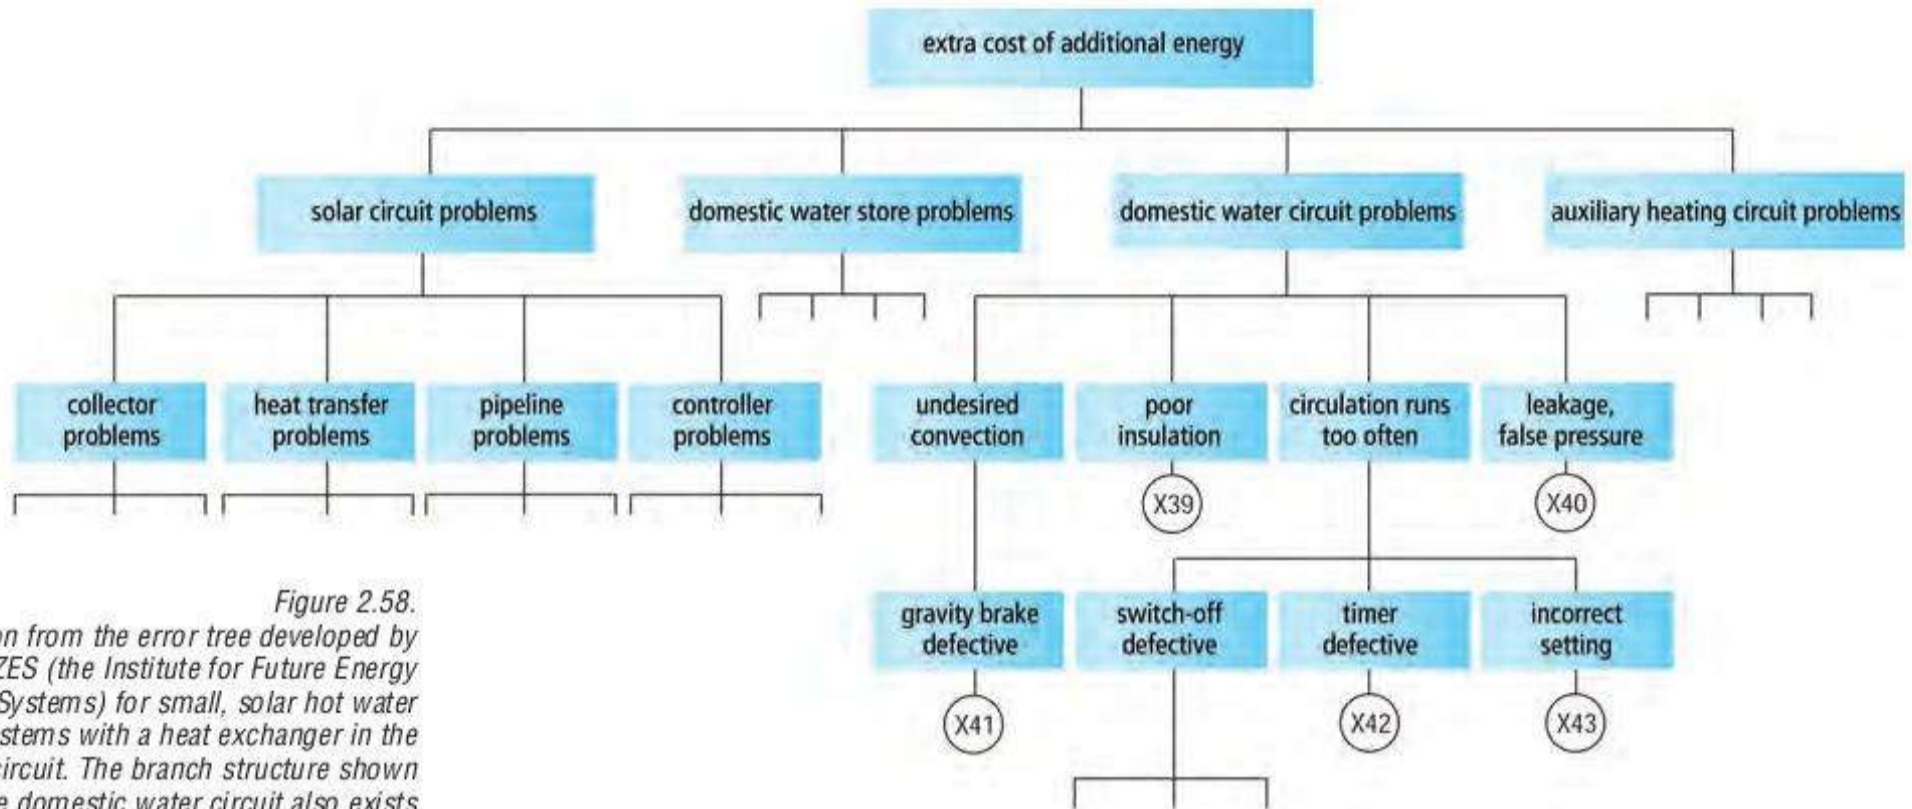 extra cost of additional energy
solar circuit problems
domestic water store problems
domestic water circuit problems
auxiliary heating circuit problems
collector
problems
heat transfer
problems
pipeline
problems
controller
problems
undesired
convection
poor
insulation
circulation runs
too often
leakage,
false pressure
X39
X40
gravity brake
defective
switch-off
defective
timer
defective
incorrect
setting
X41
X42
X43
Figure 2.58.
from the error tree developed by
ZES (the Institute for Future Energy
Systems) for small, solar hot water
with a heat exchanger in the
circuit. The branch structure shown
domestic water circuit also exists